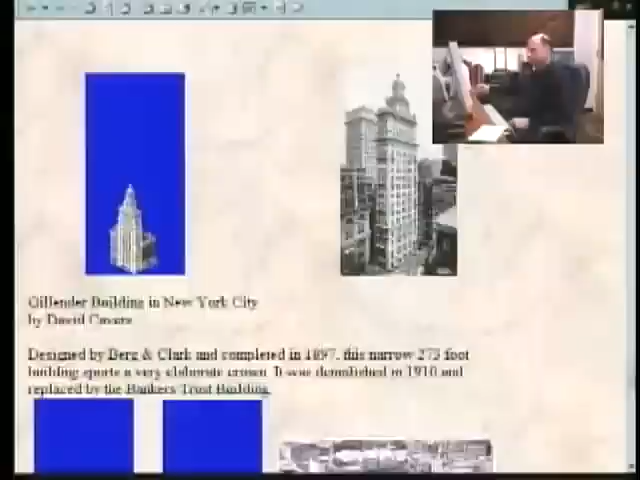 Gillender Building in New York City
by David Cavara
Designed by Berg & Clark and completed in 1897, this narrow 273 foot
building sports a very elaborate crown. It was demolished in 1910 and
replaced by the Bankers Trust Building.